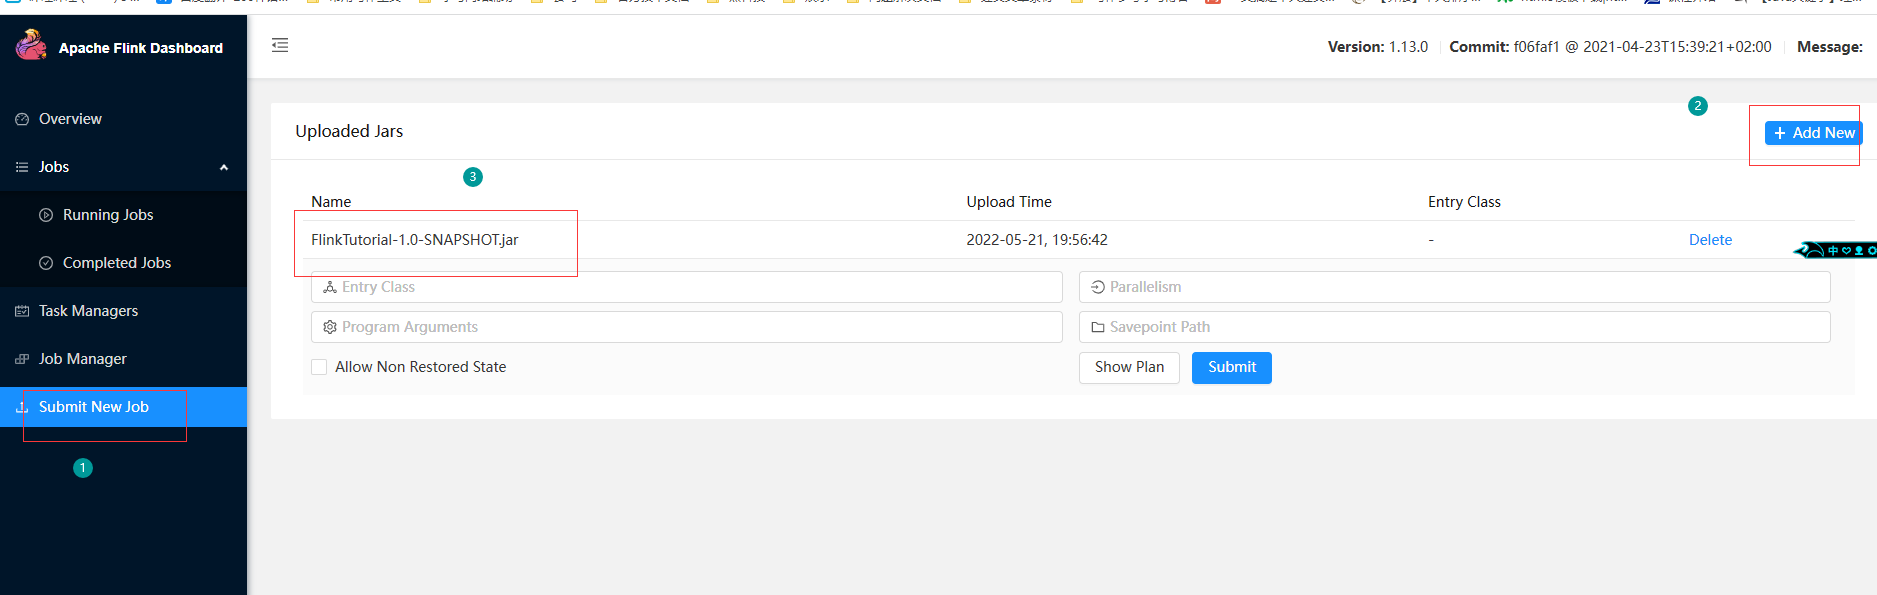 Apache Flink Dashboard
Version: 1.13.0 Commit: f06faf1 @ 2021-04-23T15:39:21+02:00 Message:
Overview
Jobs
Running Jobs
Completed Jobs
Task Managers
Job Manager
Submit New Job
1
2
Uploaded Jars
+ Add New
3
Name Upload Time Entry Class
FlinkTutorial-1.0-SNAPSHOT.jar 2022-05-21, 19:56:42 - Delete
中
Entry Class Parallelism
Program Arguments Savepoint Path
Allow Non Restored State Show Plan Submit